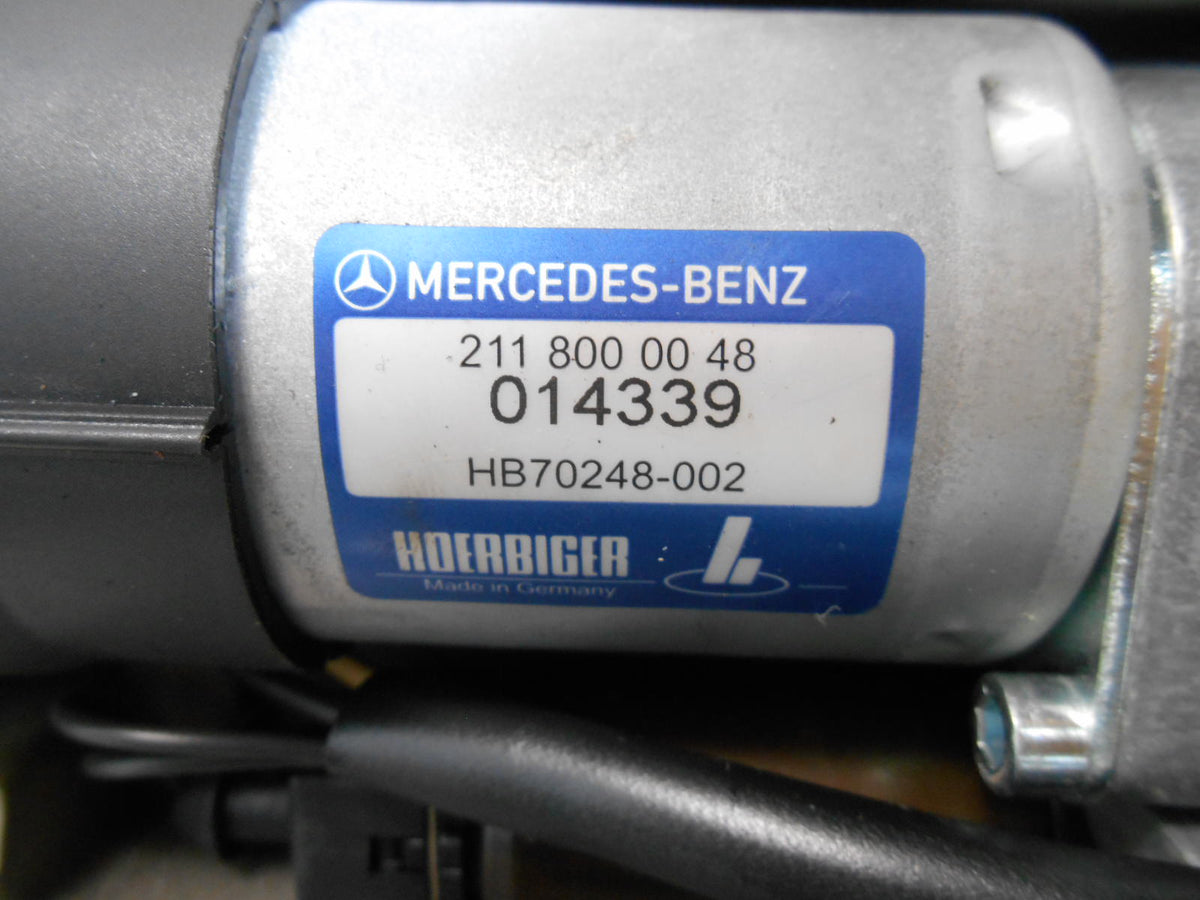 MERCEDES-BENZ
211 800 00 48
014339
HB70248-002
HOERBIGER
Made in Germany